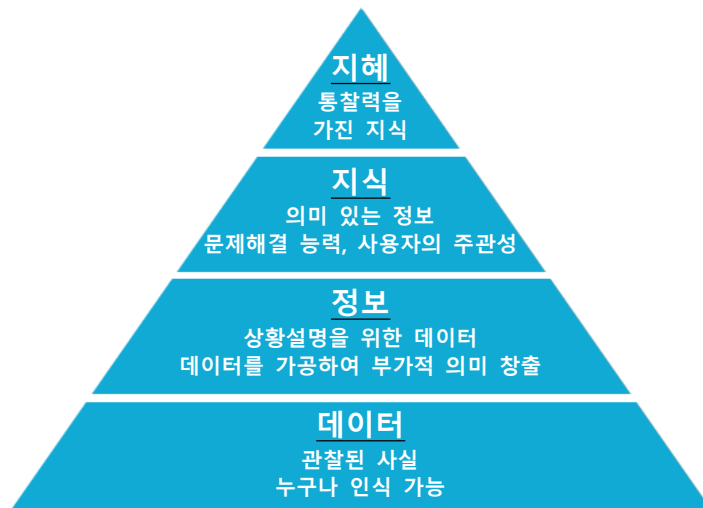 지혜
통찰력을
가진 지식
지식
의미 있는 정보
문제해결 능력, 사용자의 주관성
정보
상황설명을 위한 데이터
데이터를 가공하여 부가적 의미 창출
데이터
관찰된 사실
누구나 인식 가능